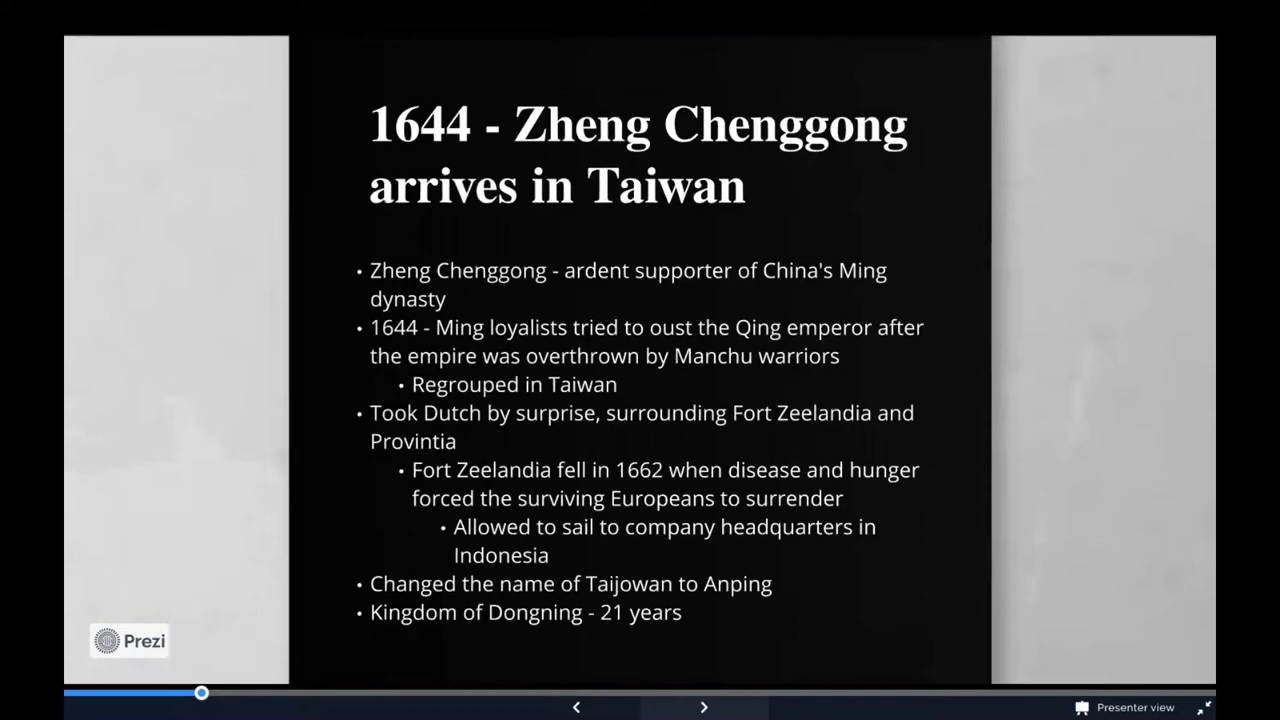 1644 - Zheng Chenggong
arrives in Taiwan
• Zheng Chenggong - ardent supporter of China's Ming
dynasty
• 1644 - Ming loyalists tried to oust the Qing emperor after
the empire was overthrown by Manchu warriors
• Regrouped in Taiwan
• Took Dutch by surprise, surrounding Fort Zeelandia and
Provintia
• Fort Zeelandia fell in 1662 when disease and hunger
forced the surviving Europeans to surrender
• Allowed to sail to company headquarters in
Indonesia
• Changed the name of Taijowan to Anping
• Kingdom of Dongning - 21 years
Prezi
Presenter view